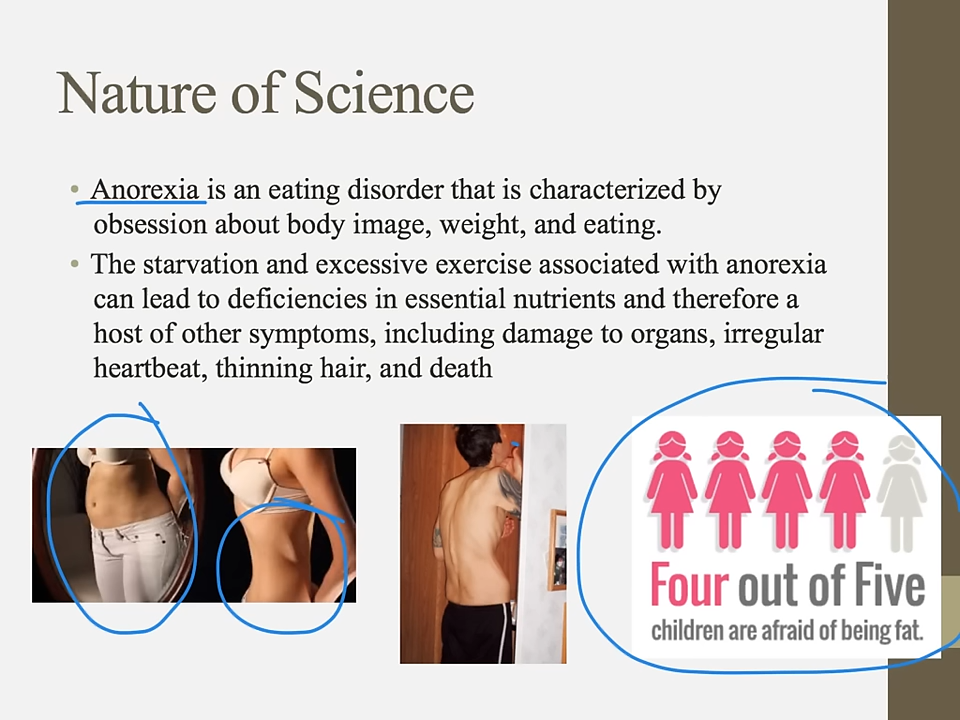 Nature of Science
• Anorexia is an eating disorder that is characterized by
obsession about body image, weight, and eating.
• The starvation and excessive exercise associated with anorexia
can lead to deficiencies in essential nutrients and therefore a
host of other symptoms, including damage to organs, irregular
heartbeat, thinning hair, and death
Four out of Five
children are afraid of being fat.